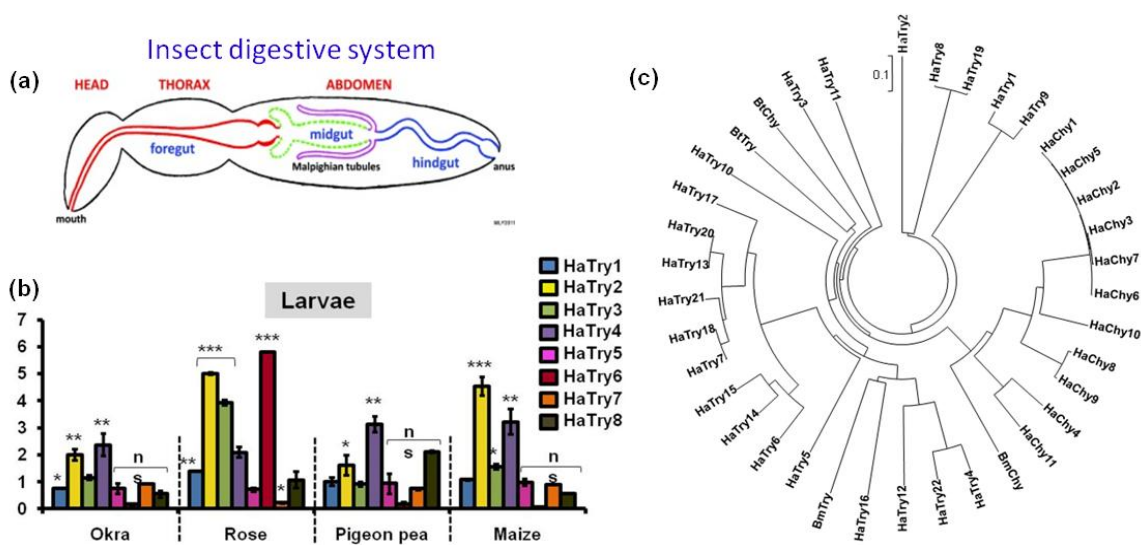 Insect digestive system
(a)
HEAD THORAX ABDOMEN
foregut
midgut
Malpighian tubules
hindgut
mouth
anus
(b)
Larvae
7
6
5
4
3
2
1
0
* ** ** n s
** *** *** *
* ** n s
*** * ** n s
Okra Rose Pigeon pea Maize
HaTry1
HaTry2
HaTry3
HaTry4
HaTry5
HaTry6
HaTry7
HaTry8
(c)
0.1
HaTry2
HaTry8
HaTry19
HaTry1
HaTry9
HaChy1
HaChy5
HaChy2
HaChy3
HaChy7
HaChy6
HaChy10
HaChy8
HaChy9
HaChy4
HaChy11
BmChy
HaTry4
HaTry22
HaTry12
HaTry16
BmTry
HaTry5
HaTry6
HaTry14
HaTry15
HaTry7
HaTry18
HaTry21
HaTry13
HaTry20
HaTry17
HaTry10
BtTry
BtChy
HaTry3
HaTry11